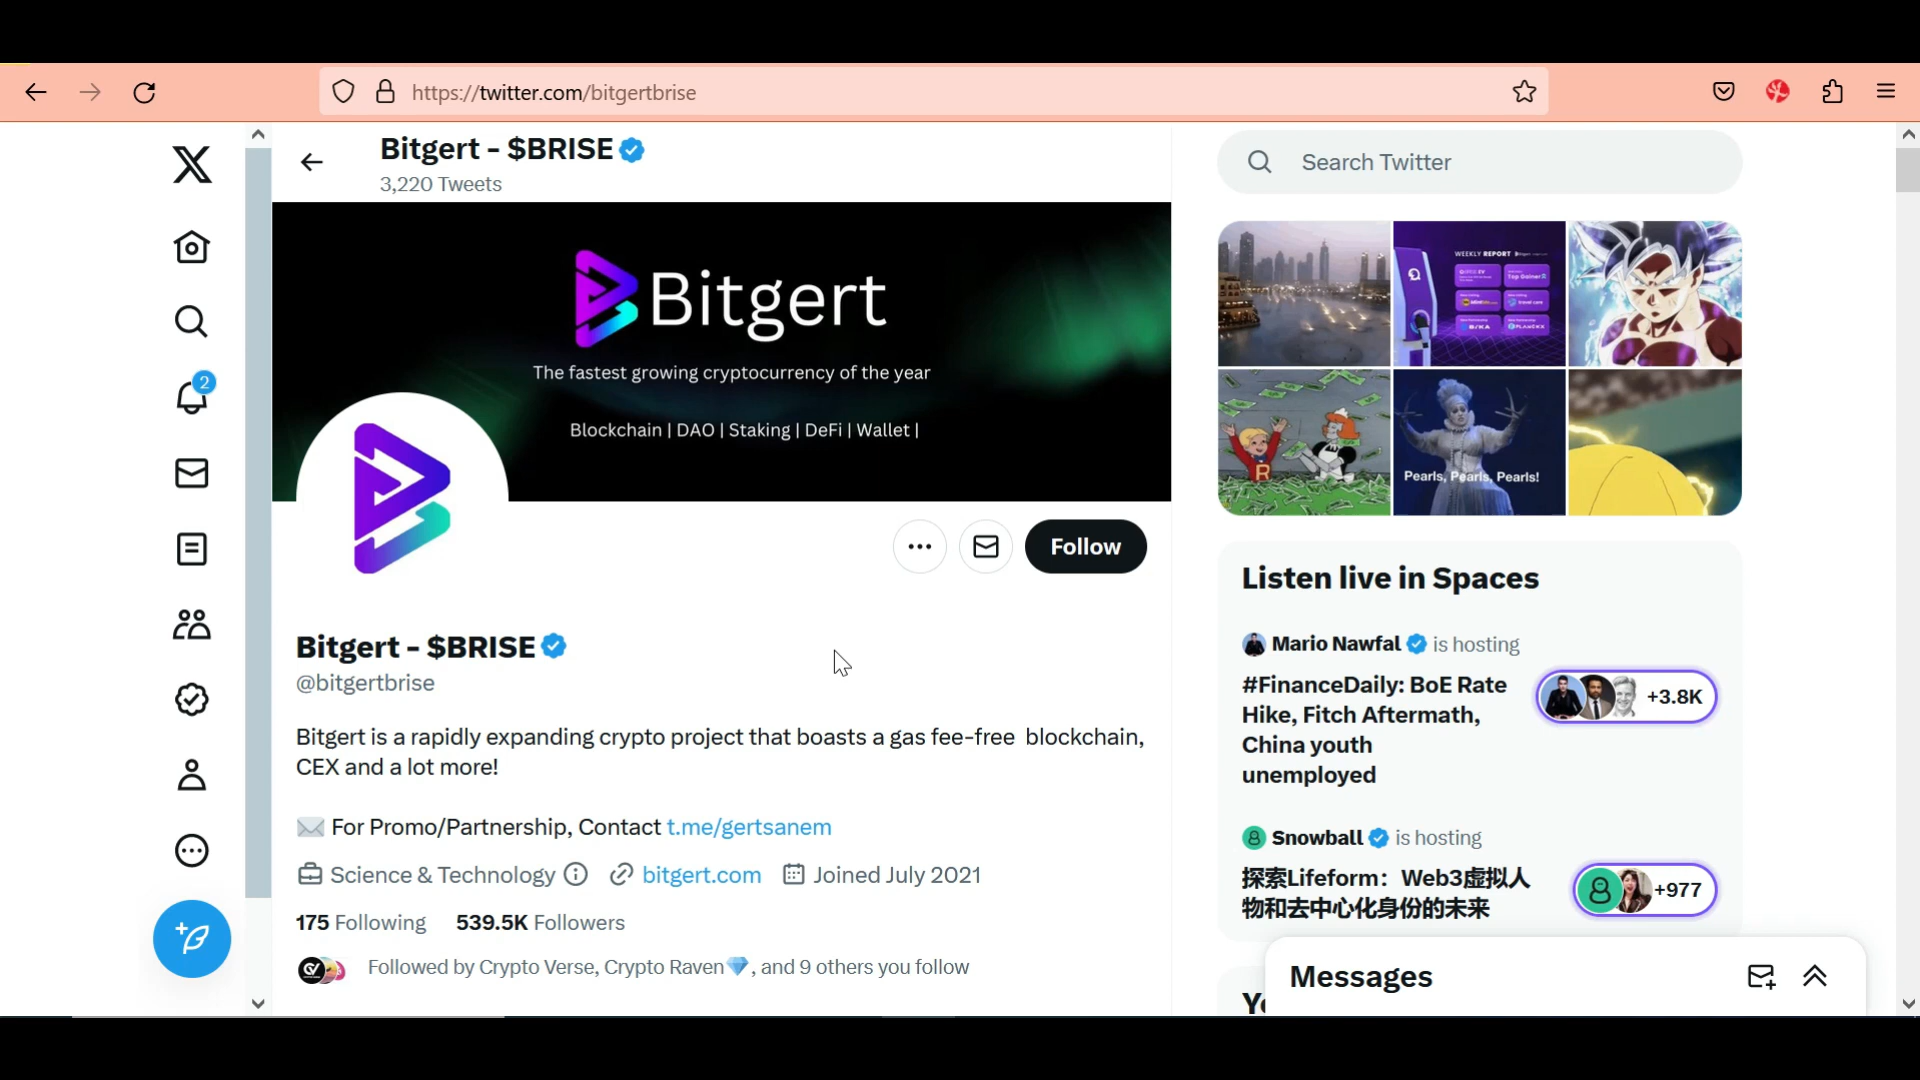 https://twitter.com/bitgertbrise
Bitgert - $BRISE
3,220 Tweets
Search Twitter
Bitgert
The fastest growing cryptocurrency of the year
Blockchain | DAO | Staking | DeFi | Wallet |
WEEKLY REPORT
Top Gainer
Pearls, Pearls, Pearls!
R
2
Follow
Bitgert - $BRISE
@bitgertbrise
Bitgert is a rapidly expanding crypto project that boasts a gas fee-free blockchain,
CEX and a lot more!
For Promo/Partnership, Contact t.me/gertsanem
Science & Technology
bitgert.com
Joined July 2021
175 Following
539.5K Followers
Followed by Crypto Verse, Crypto Raven💎, and 9 others you follow
Listen live in Spaces
Mario Nawfal is hosting
#FinanceDaily: BoE Rate
Hike, Fitch Aftermath,
China youth
unemployed
+3.8K
Snowball is hosting
探索Lifeform：Web3虚拟人
物和去中心化身份的未来
+977
Messages